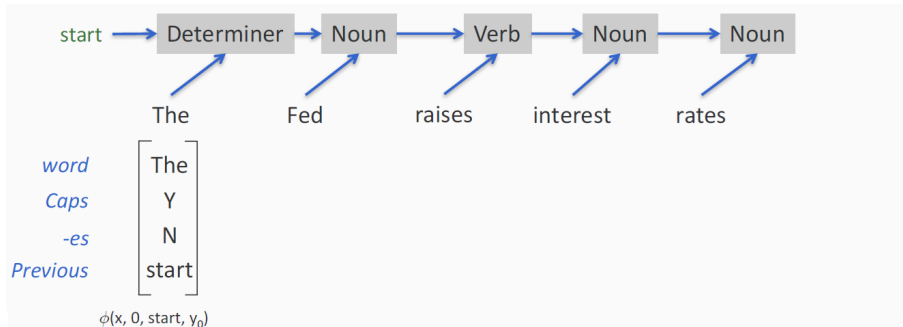 start Determiner Noun Verb Noun Noun
The Fed raises interest rates
word The
Caps Y
-es N
Previous start
ϕ(x, 0, start, y₀)